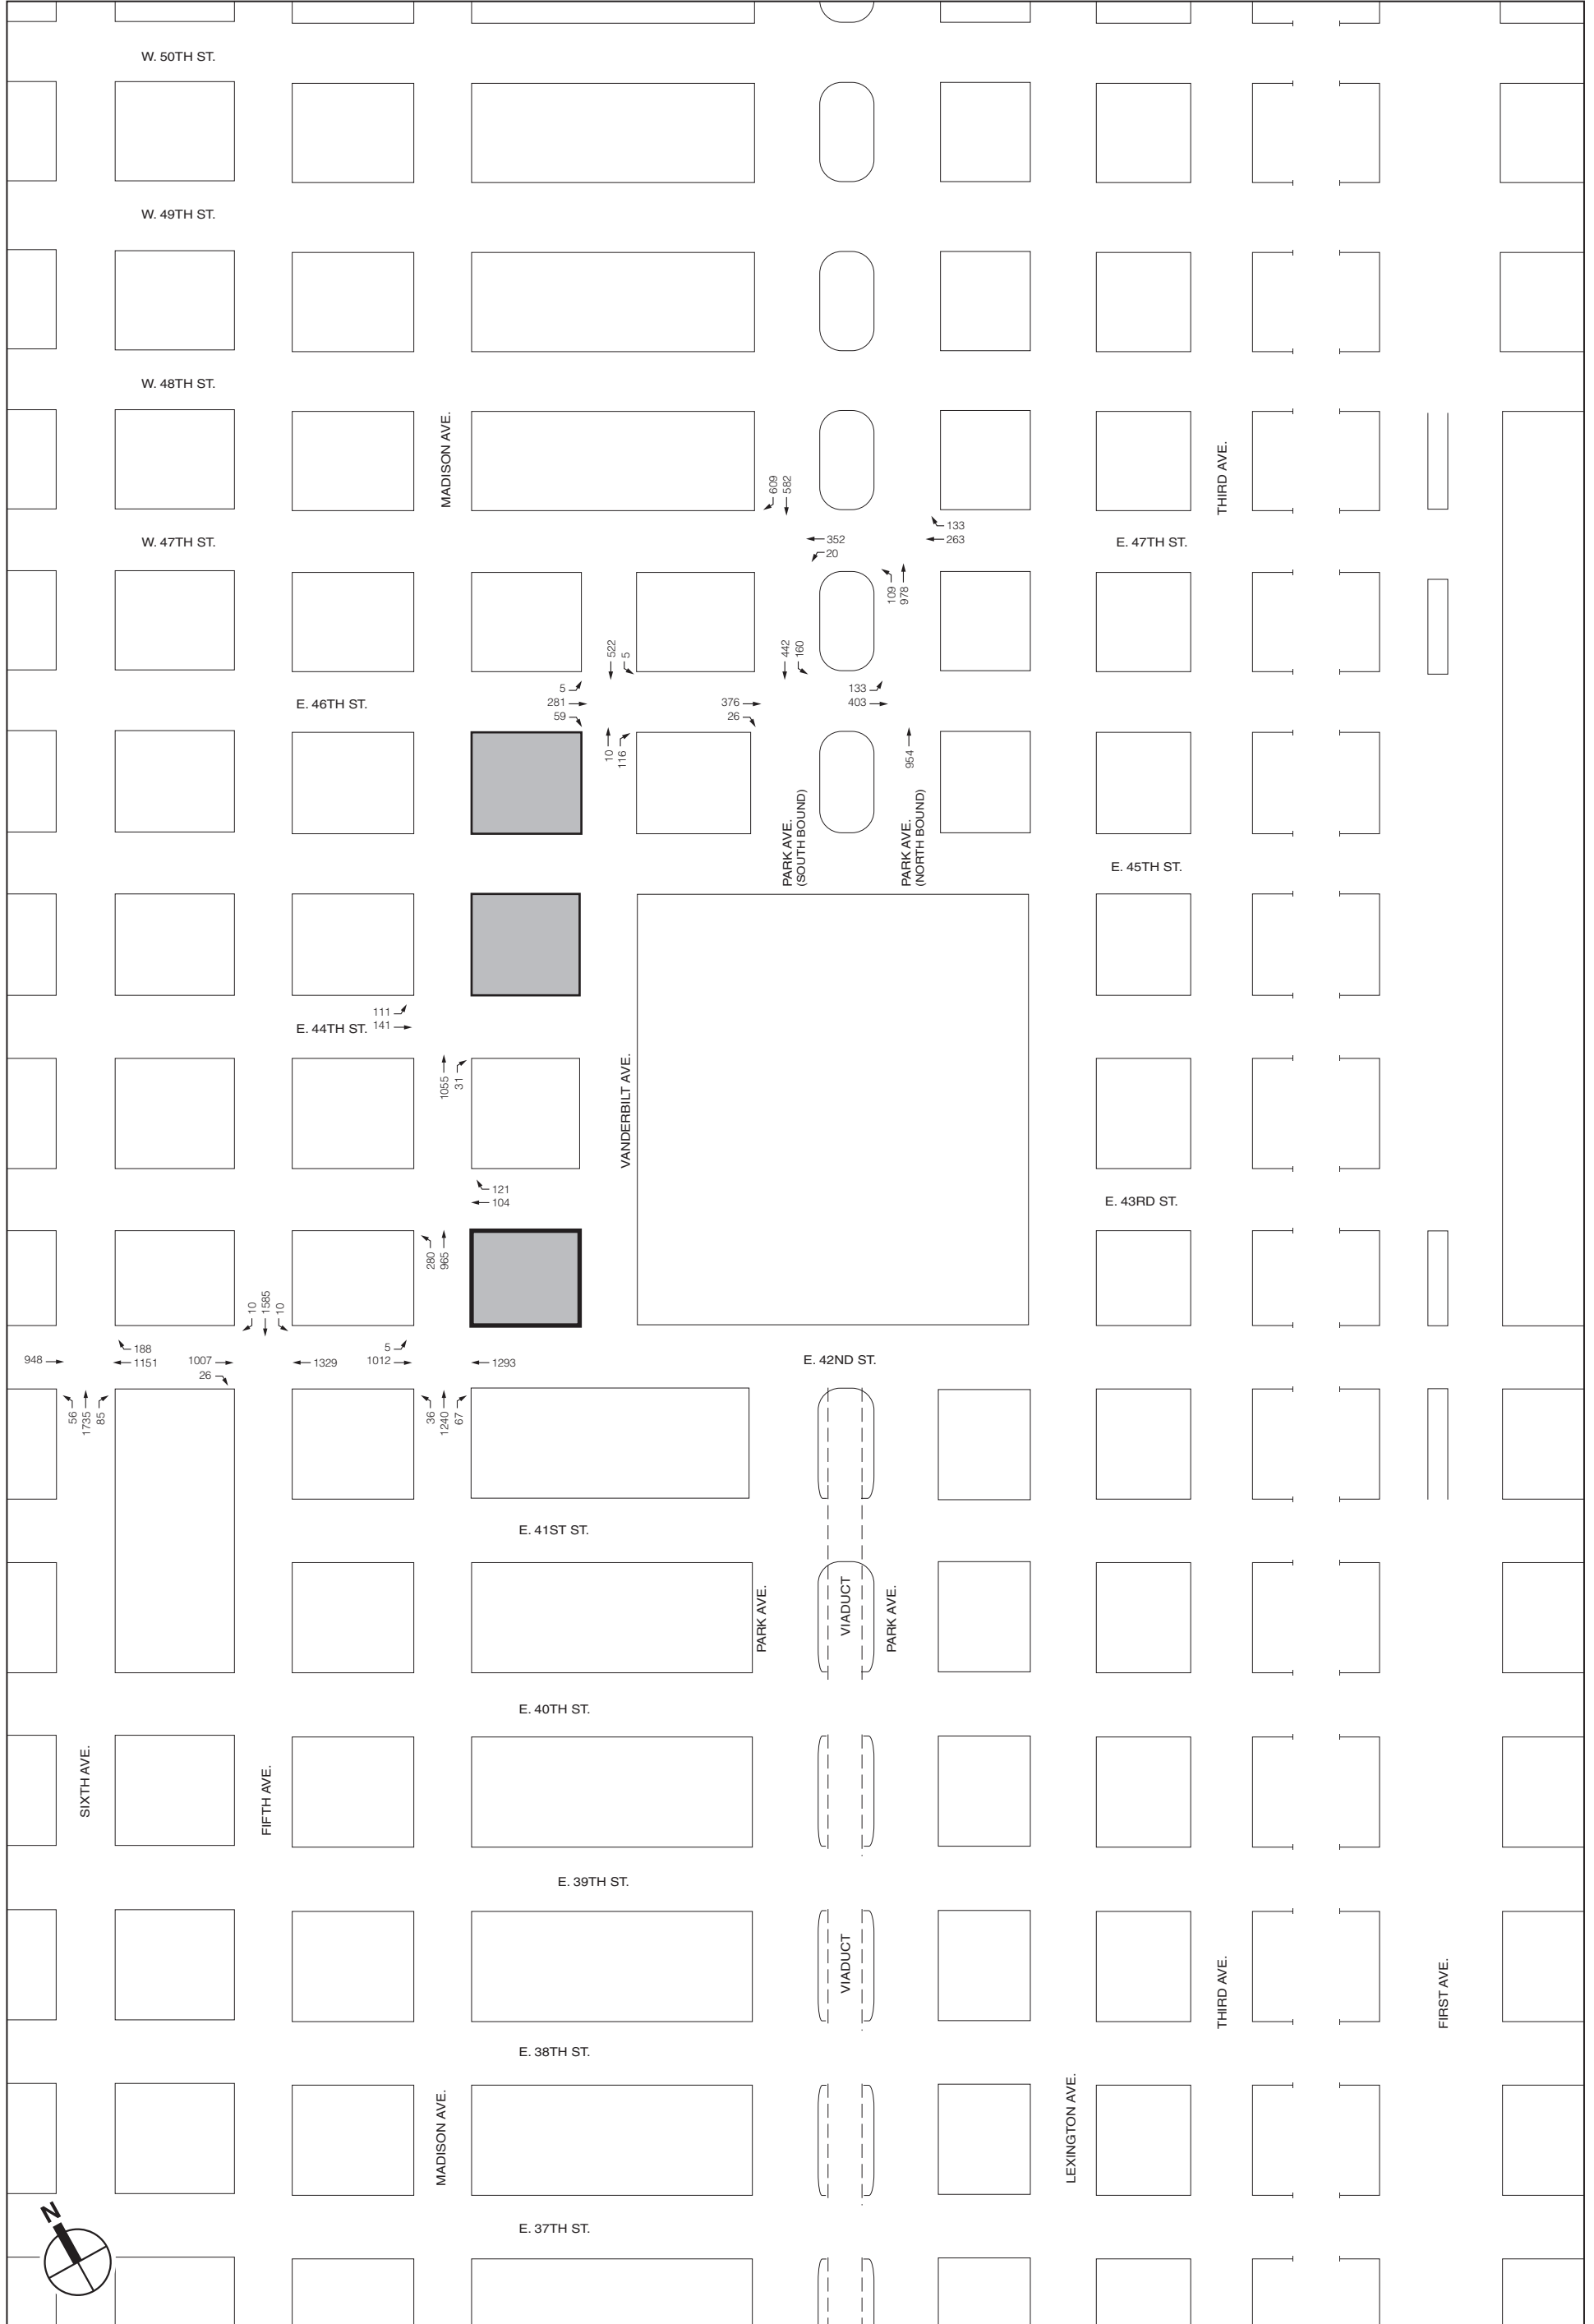 W. 50TH ST.
W. 49TH ST.
W. 48TH ST.
MADISON AVE.
THIRD AVE.
609
582
133
W. 47TH ST.
352
263
E. 47TH ST.
20
109
978
522
5
442
160
5
133
E. 46TH ST.
281
376
403
59
26
10
116
954
PARK AVE.
(SOUTH BOUND)
PARK AVE.
(NORTH BOUND)
E. 45TH ST.
111
E. 44TH ST.
141
1055
31
VANDERBILT AVE.
121
104
E. 43RD ST.
280
965
10
1585
10
188
5
948
1151
1007
1329
1012
1293
E. 42ND ST.
26
56
1735
85
36
1240
67
E. 41ST ST.
PARK AVE.
VIADUCT
PARK AVE.
E. 40TH ST.
SIXTH AVE.
FIFTH AVE.
E. 39TH ST.
VIADUCT
THIRD AVE.
FIRST AVE.
E. 38TH ST.
MADISON AVE.
LEXINGTON AVE.
N
E. 37TH ST.